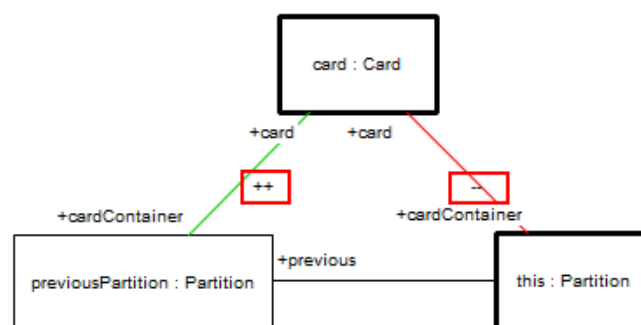 card : Card
+card
+card
++
--
+cardContainer
+cardContainer
+previous
previousPartition : Partition
this : Partition